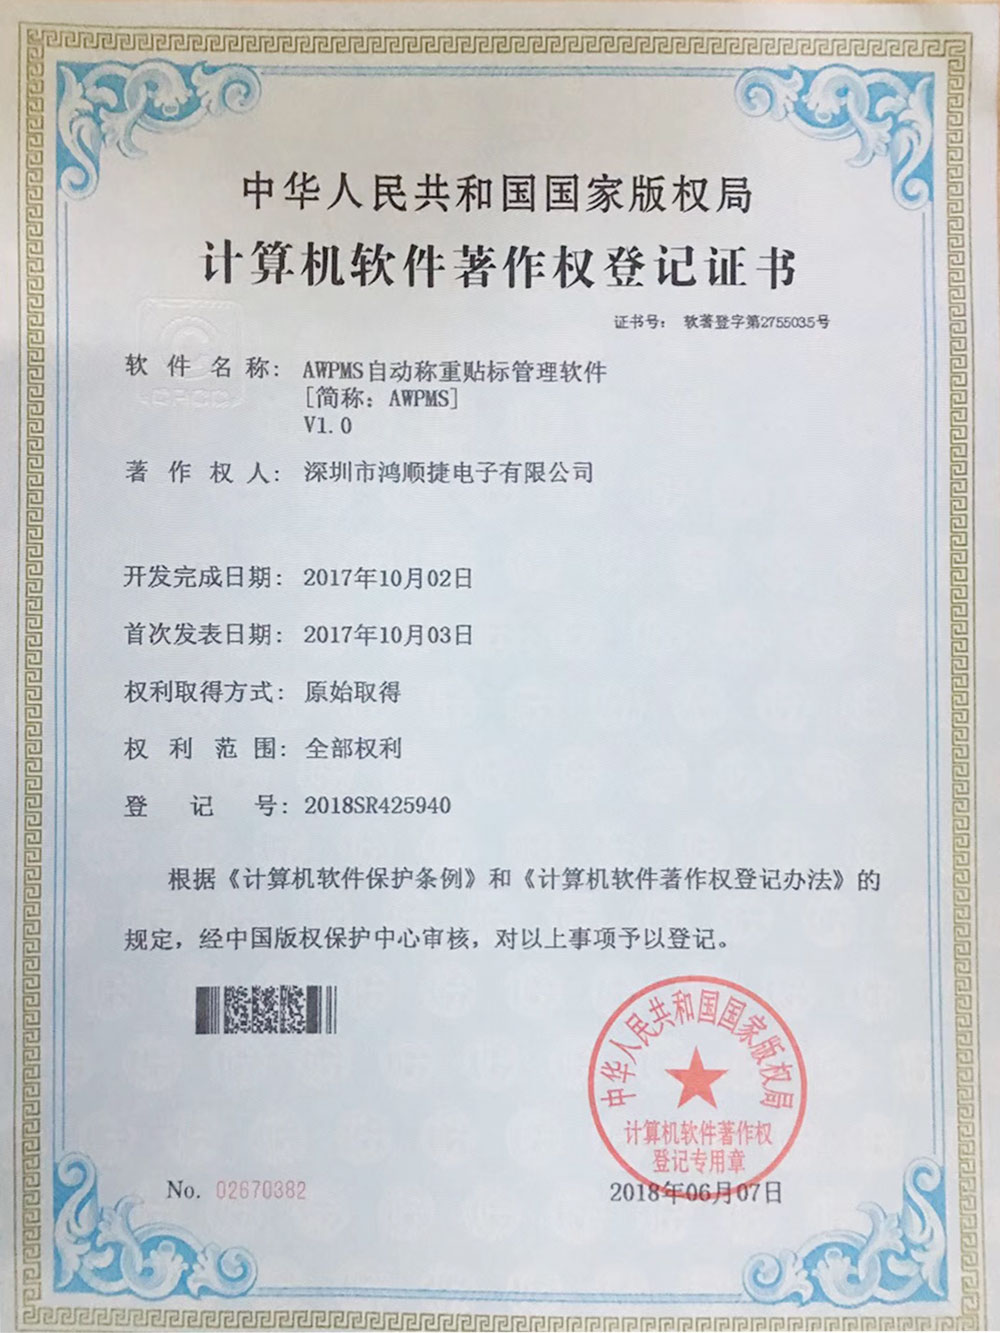 中华人民共和国国家版权局
计算机软件著作权登记证书
证书号： 软著登字第2755035号
软件名称： AWPMS自动称重贴标管理软件
[简称：AWPMS]
V1.0
著作权人： 深圳市鸿顺捷电子有限公司
开发完成日期： 2017年10月02日
首次发表日期： 2017年10月03日
权利取得方式： 原始取得
权利范围： 全部权利
登记号： 2018SR425940
根据《计算机软件保护条例》和《计算机软件著作权登记办法》的
规定，经中国版权保护中心审核，对以上事项予以登记。
中华人民共和国国家版权局
计算机软件著作权
登记专用章
No. 02670382
2018年06月07日